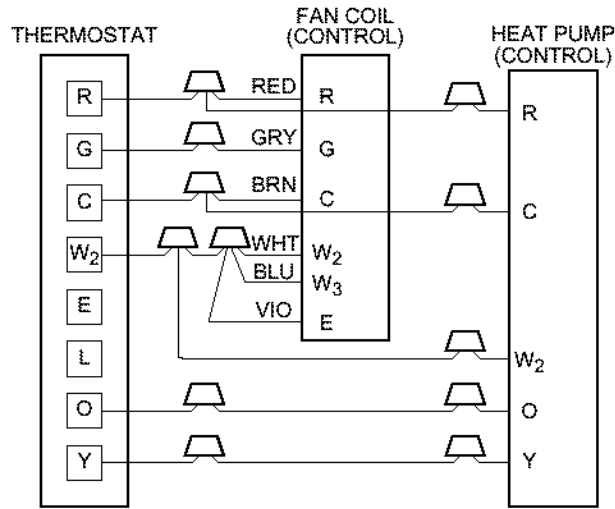 THERMOSTAT
FAN COIL
(CONTROL)
HEAT PUMP
(CONTROL)
R
RED
R
R
G
GRY
G
C
BRN
C
C
W2
WHT
W2
BLU
W3
E
VIO
E
L
W2
O
O
Y
Y